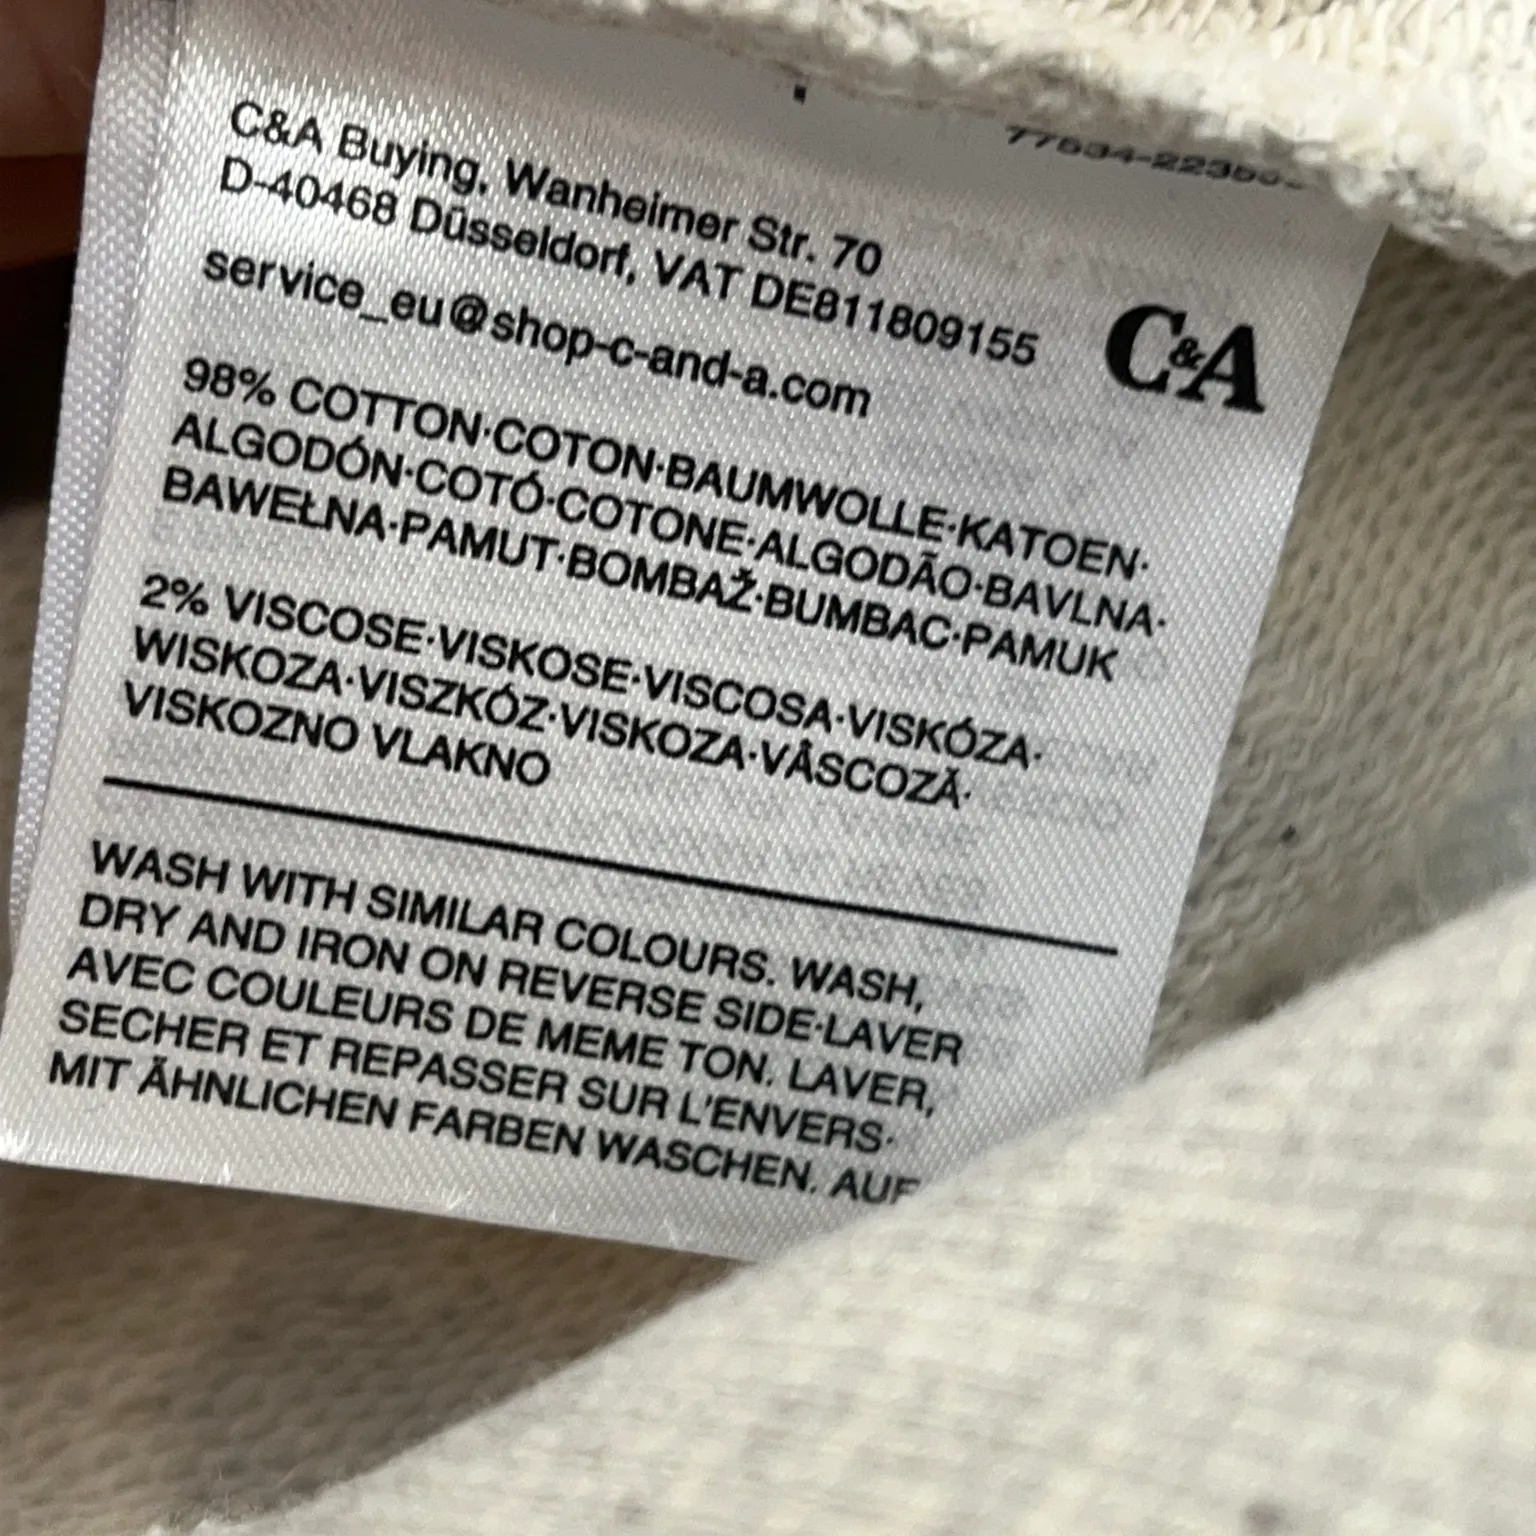 C&A Buying, Wanheimer Str. 70
D-40468 Düsseldorf, VAT DE811809155
service_eu@shop-c-and-a.com
C&A
98% COTTON·COTON·BAUMWOLLE·KATOEN·
ALGODÓN·COTÓ·COTONE·ALGODÃO·BAVLNA·
BAWEŁNA·PAMUT·BOMBAŽ·BUMBAC·PAMUK
2% VISCOSE·VISKOSE·VISCOSA·VISKÓZA·
WISKOZA·VISZKÓZ·VISKOZA·VÂSCOZĂ·
VISKOZNO VLAKNO
WASH WITH SIMILAR COLOURS. WASH,
DRY AND IRON ON REVERSE SIDE·LAVER
AVEC COULEURS DE MEME TON. LAVER,
SECHER ET REPASSER SUR L'ENVERS·
MIT ÄHNLICHEN FARBEN WASCHEN. AUF